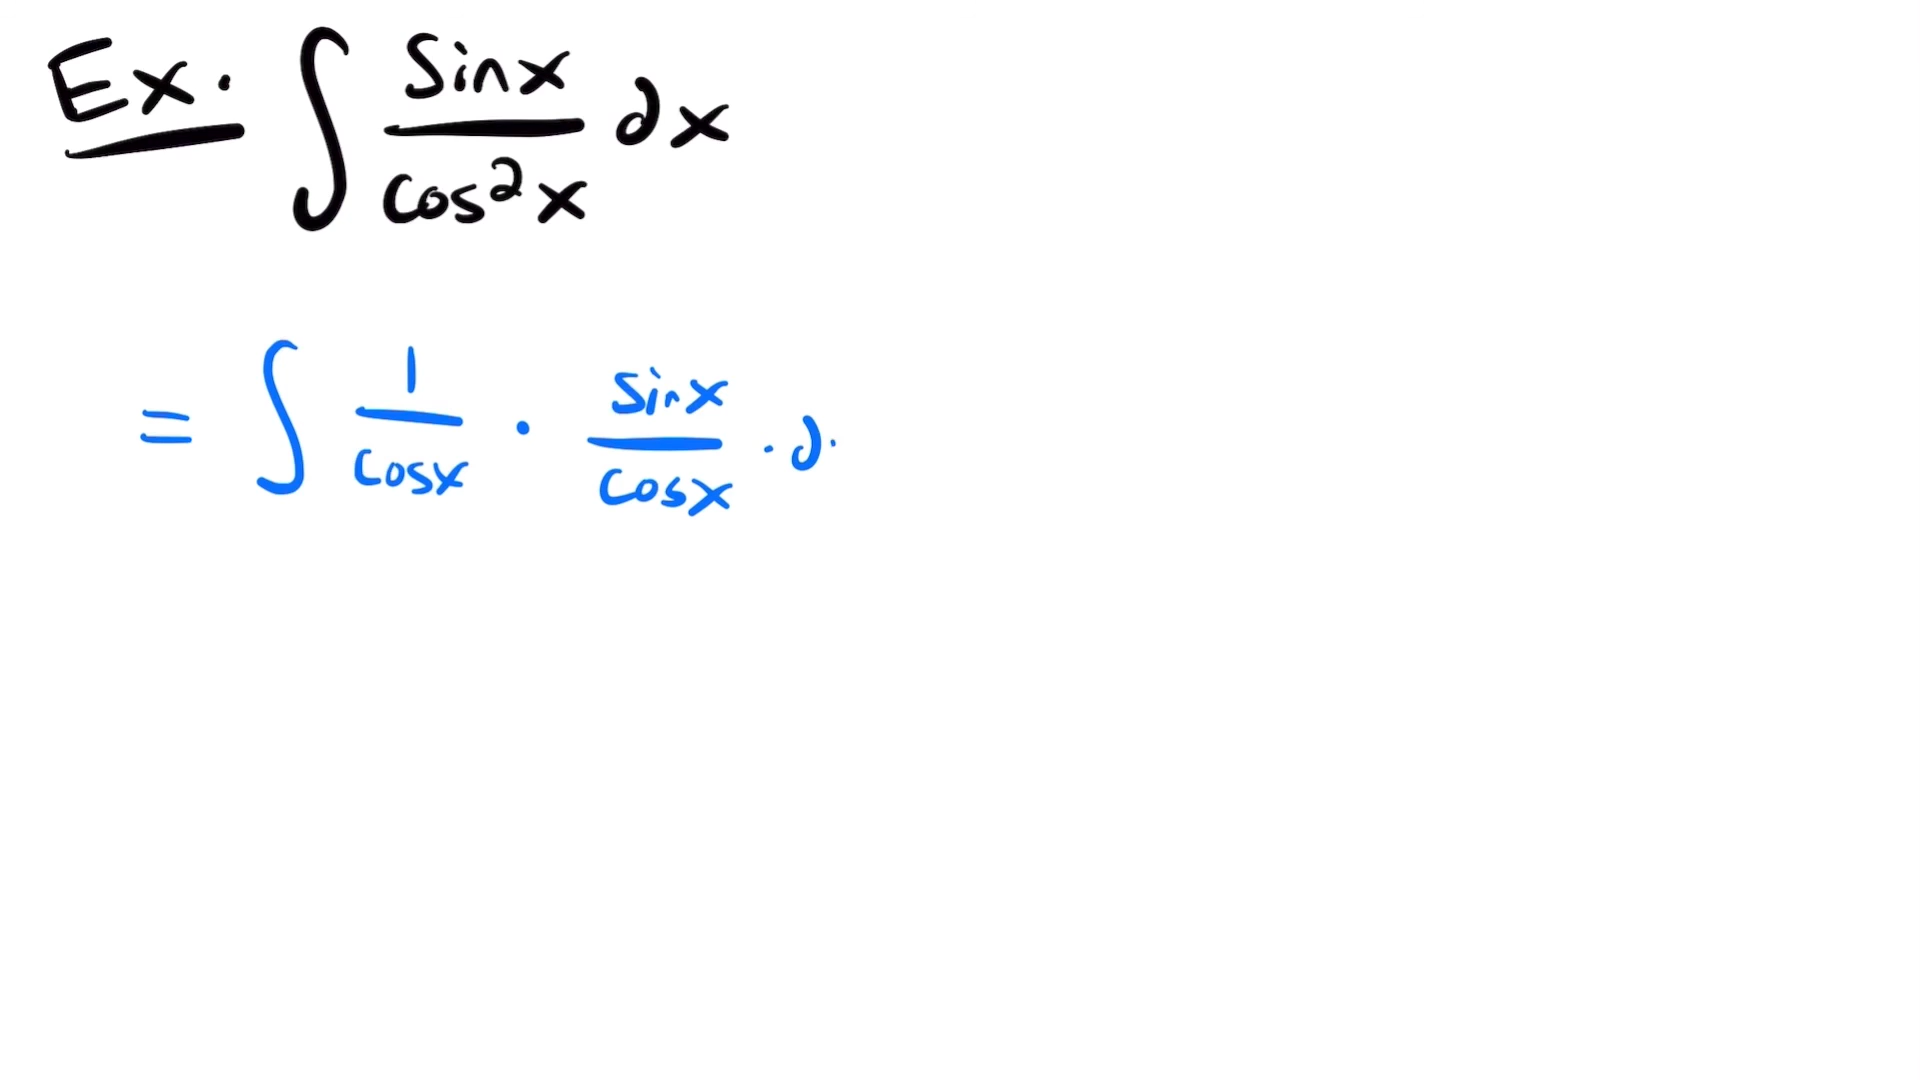 Ex. ∫ sinx/cos²x dx
= ∫ 1/cosx · sinx/cosx · d